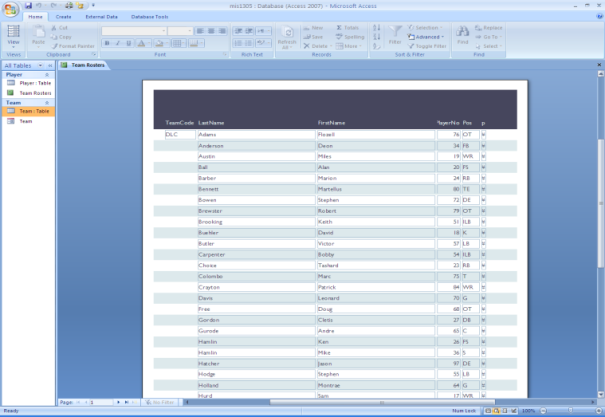 mis1305 : Database (Access 2007) - Microsoft Access
Home Create External Data Database Tools
View Paste Cut Copy Format Painter
B I U
Refresh All New Save Delete Totals Spelling More
Filter Selection Advanced Toggle Filter
Find Replace Go To Select
Views Clipboard Font Rich Text Records Sort & Filter Find
All Tables
Player
Player : Table
Team Rosters
Team
Team : Table
Team
Team Rosters
TeamCode LastName FirstName PlayerNo Pos p
DLC Adams Flozell 76 OT
Anderson Deon 34 FB
Austin Miles 19 WR
Ball Alan 20 FS
Barber Marion 24 RB
Bennett Martellus 80 TE
Bowen Stephen 72 DE
Brewster Robert 79 OT
Brooking Keith 51 ILB
Buehler David 18 K
Butler Victor 57 LB
Carpenter Bobby 54 ILB
Choice Tashard 23 RB
Colombo Marc 75 T
Crayton Patrick 84 WR
Davis Leonard 70 G
Free Doug 68 OT
Gordon Cletis 27 DB
Gurode Andre 65 C
Hamlin Ken 26 FS
Hamlin Mike 36 S
Hatcher Jason 97 DE
Hodge Stephen 55 LB
Holland Montrae 64 G
Hurd Sam 17 WR
Page: 1 No Filter
Ready Num Lock 100%